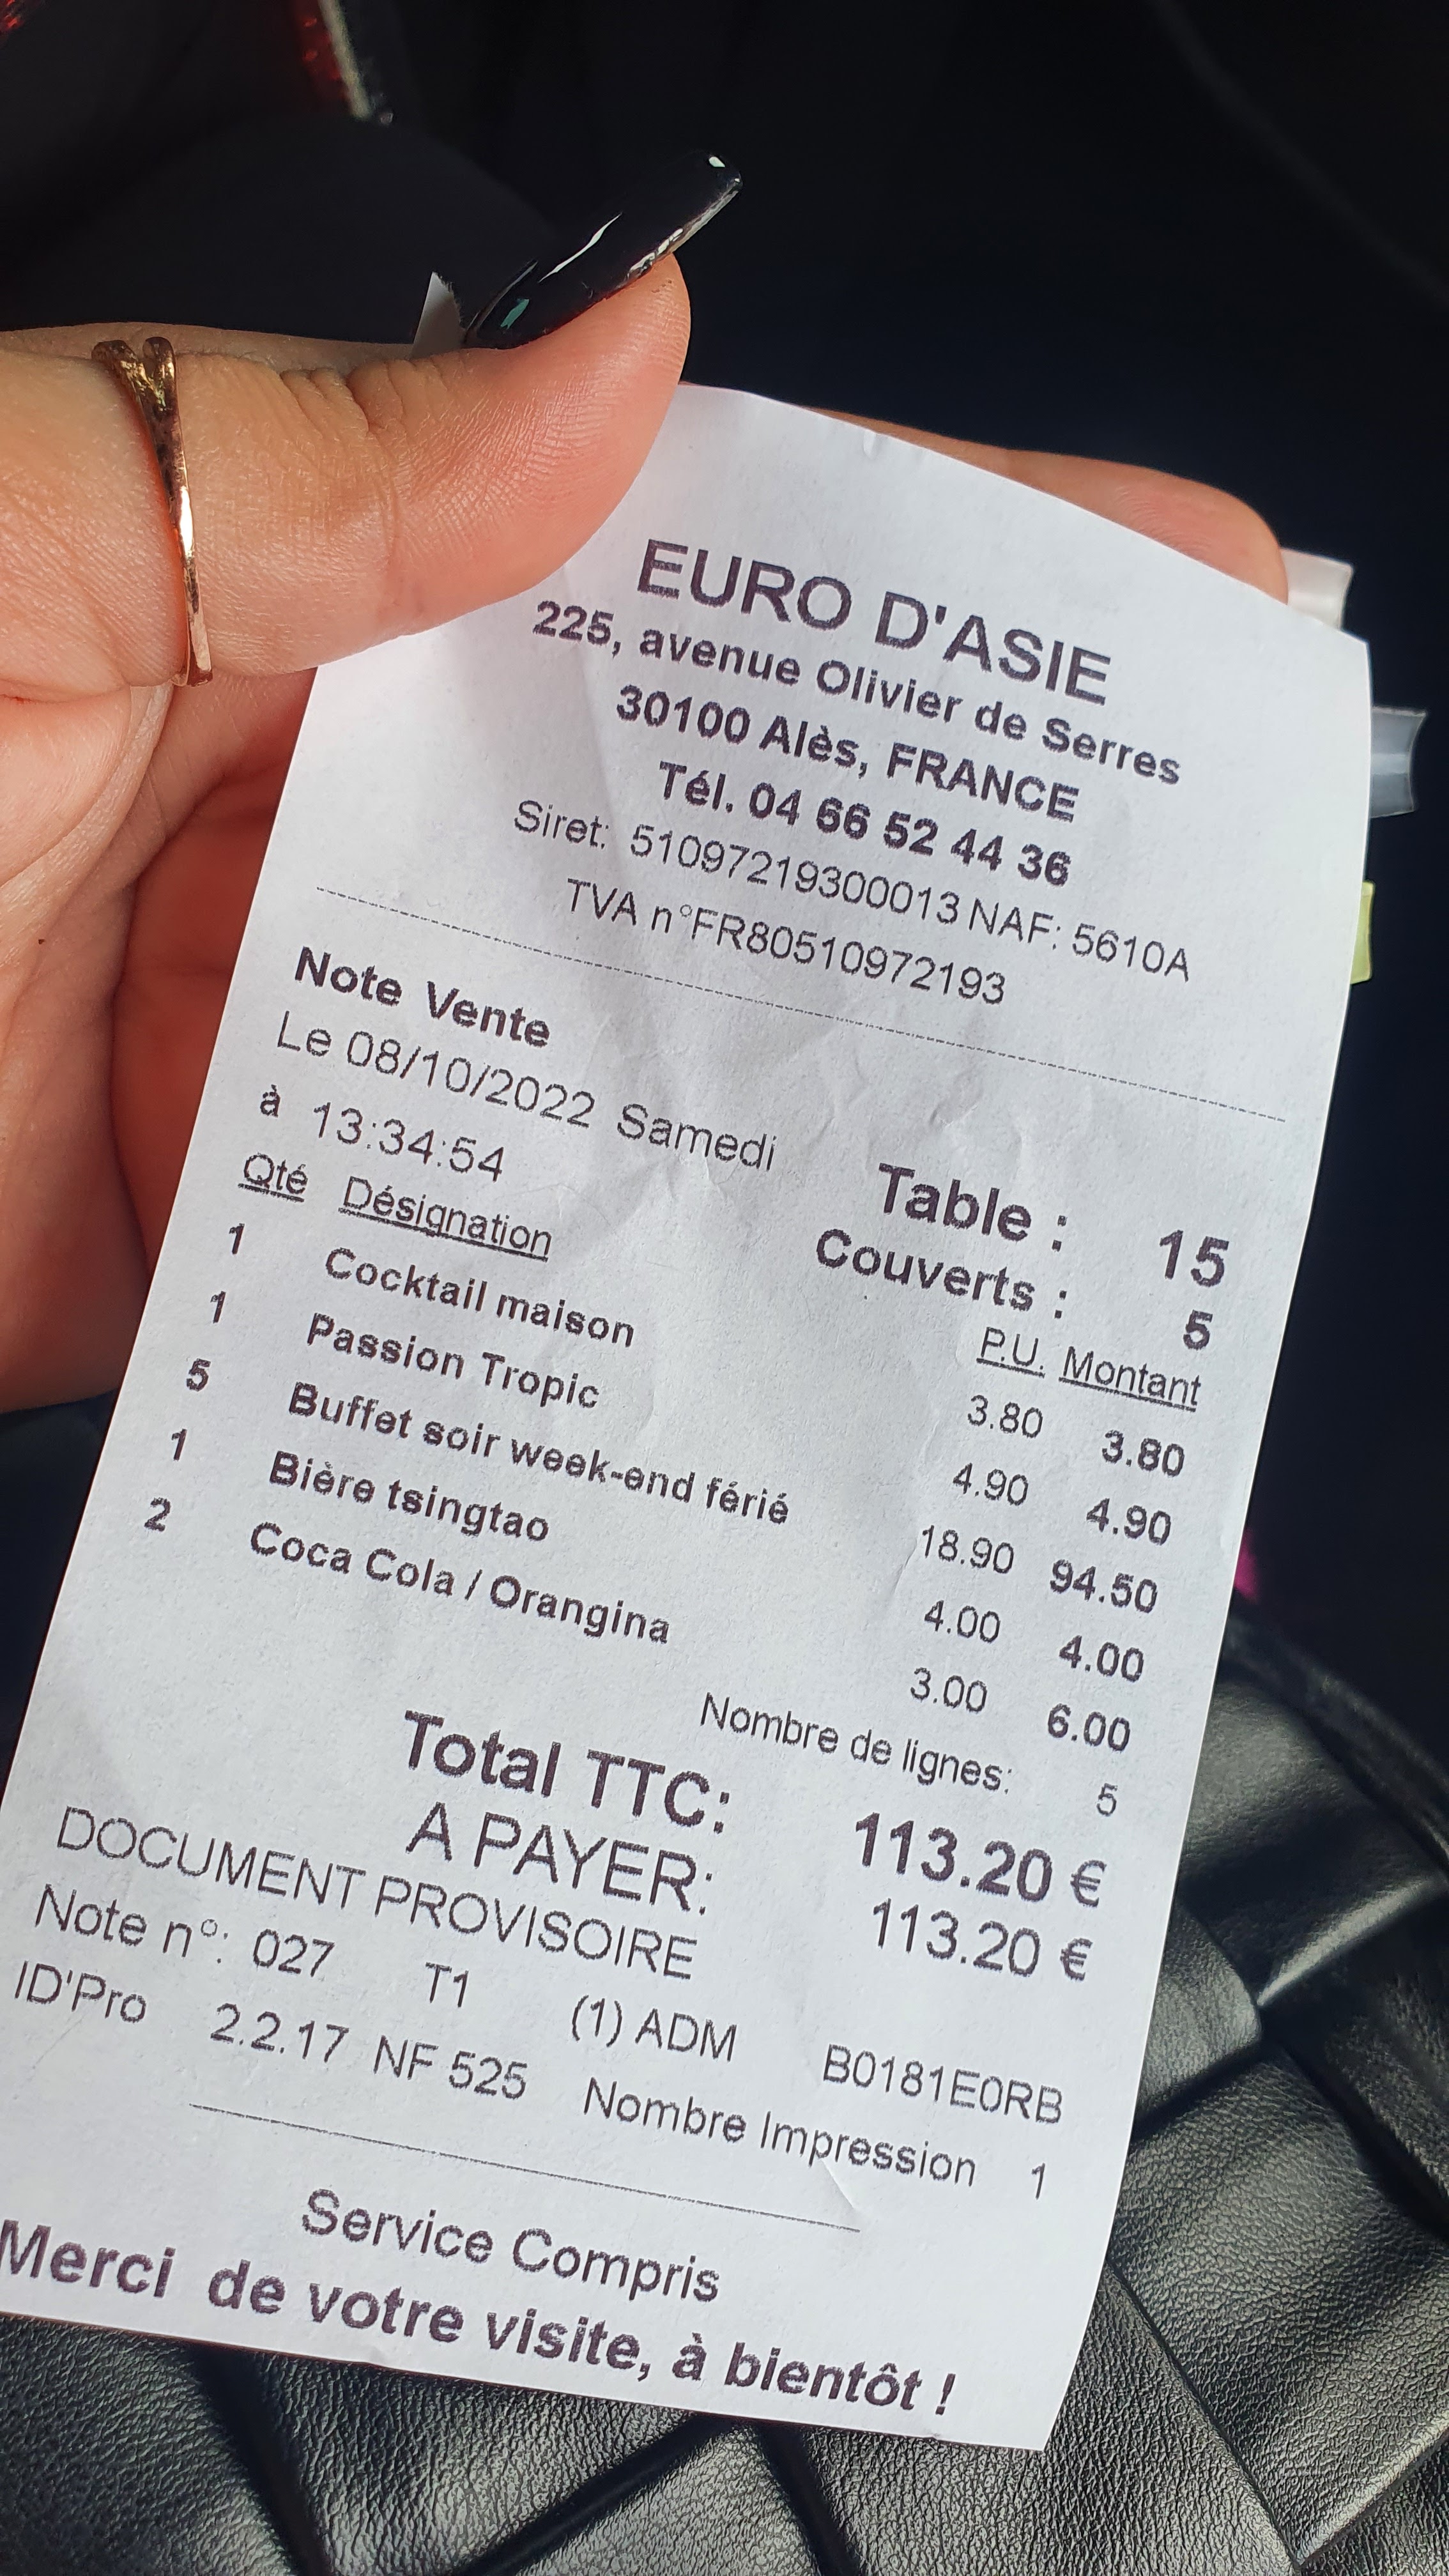 EURO D'ASIE
225, avenue Olivier de Serres
30100 Alès, FRANCE
Tél. 04 66 52 44 36
Siret: 51097219300013 NAF: 5610A
TVA n°FR80510972193
Note Vente
Le 08/10/2022 Samedi
à 13:34:54
Table : 15
Couverts : 5
Qté Désignation P.U. Montant
1 Cocktail maison 3.80 3.80
1 Passion Tropic 4.90 4.90
5 Buffet soir week-end férié 18.90 94.50
1 Bière tsingtao 4.00 4.00
2 Coca Cola / Orangina 3.00 6.00
Nombre de lignes: 5
Total TTC: 113.20 €
A PAYER: 113.20 €
DOCUMENT PROVISOIRE
Note n°: 027 T1 (1) ADM B0181E0RB
ID'Pro 2.2.17 NF 525 Nombre Impression 1
Service Compris
Merci de votre visite, à bientôt !